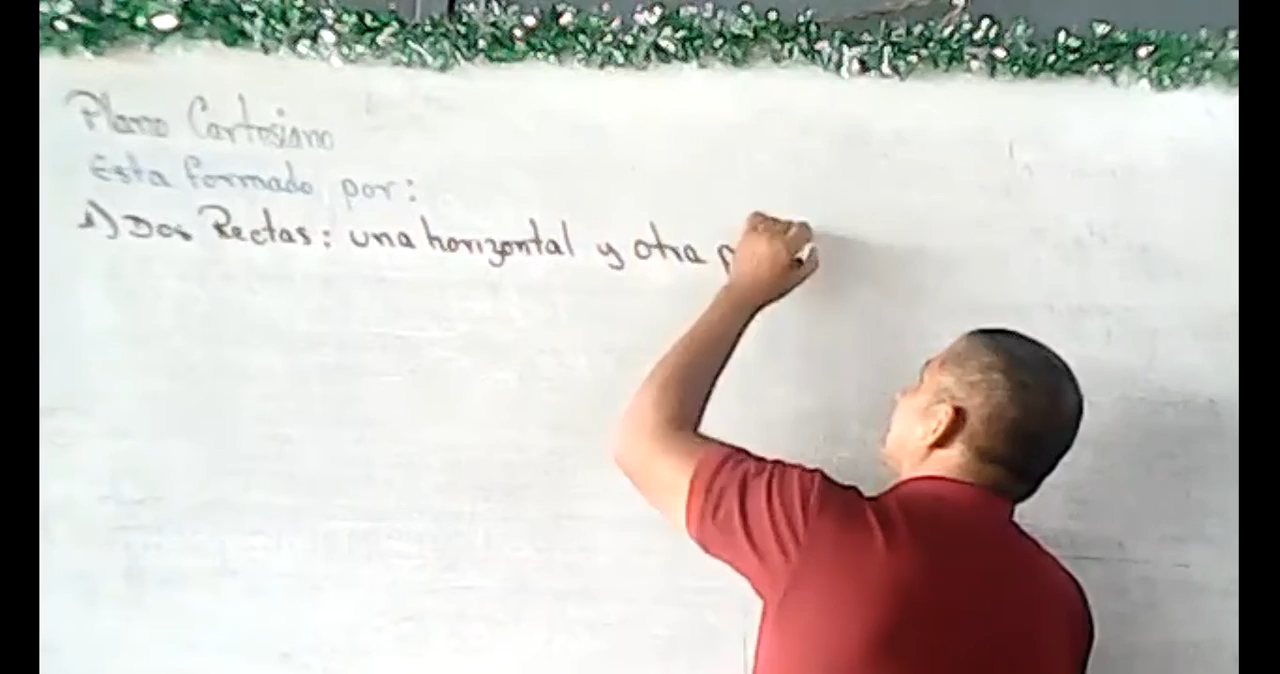 Plano Cartesiano
Esta formado por:
1) Dos Rectas: una horizontal y otra p